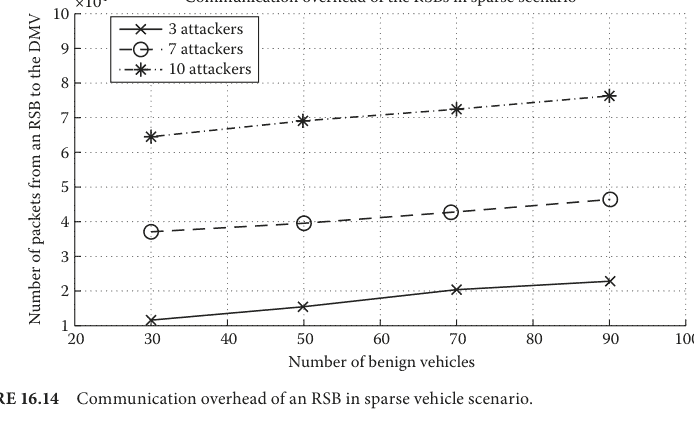 Communication overhead of the RSBs in sparse scenario
3 attackers
7 attackers
10 attackers
10
9
8
7
6
5
4
3
2
1
Number of packets from an RSB to the DMV
20 30 40 50 60 70 80 90 100
Number of benign vehicles
RE 16.14 Communication overhead of an RSB in sparse vehicle scenario.